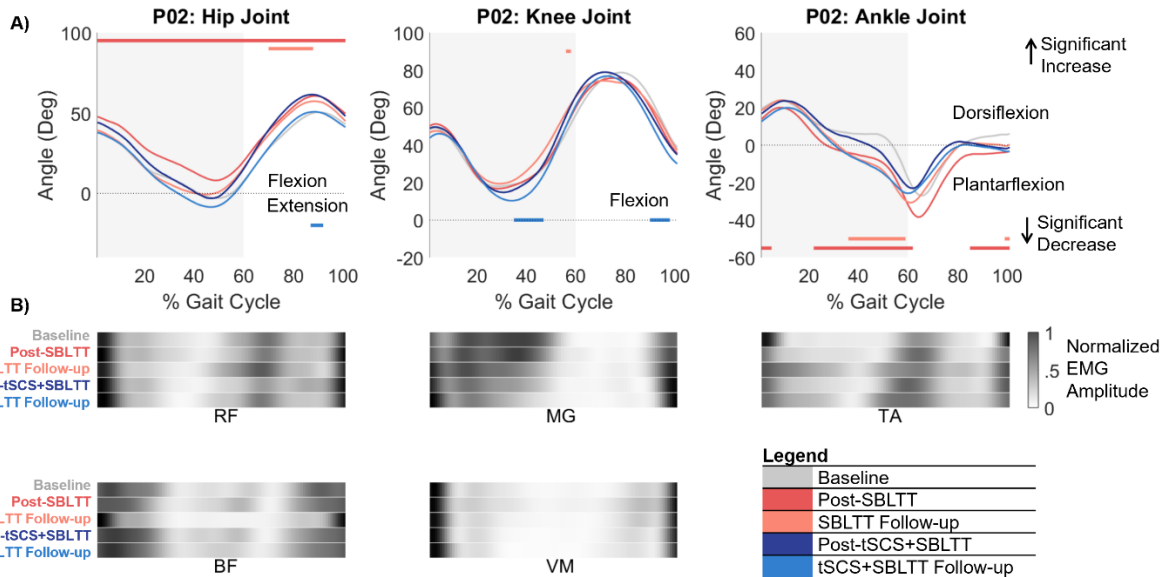 A)
P02: Hip Joint
P02: Knee Joint
P02: Ankle Joint
Angle (Deg)
100
50
0
Flexion
Extension
20 40 60 80 100
% Gait Cycle
Angle (Deg)
100
80
60
40
20
0
-20
Flexion
20 40 60 80 100
% Gait Cycle
Angle (Deg)
60
40
20
0
-20
-40
-60
Dorsiflexion
Plantarflexion
20 40 60 80 100
% Gait Cycle
↑ Significant
Increase
↓ Significant
Decrease
B)
Baseline
Post-SBLTT
LTT Follow-up
-tSCS+SBLTT
LTT Follow-up
RF
MG
TA
1
.5
0
Normalized
EMG
Amplitude
Baseline
Post-SBLTT
LTT Follow-up
-tSCS+SBLTT
LTT Follow-up
BF
VM
Legend
Baseline
Post-SBLTT
SBLTT Follow-up
Post-tSCS+SBLTT
tSCS+SBLTT Follow-up